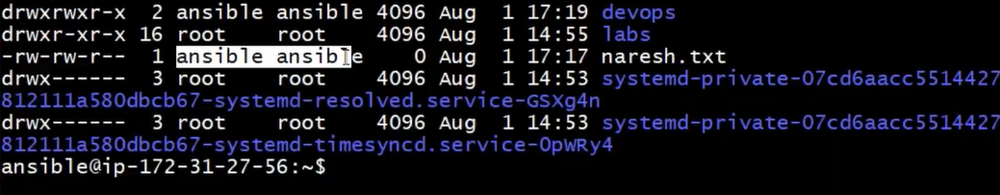 drwxrwxr-x  2 ansible ansible 4096 Aug  1 17:19 devops
drwxr-xr-x 16 root    root    4096 Aug  1 14:55 labs
-rw-rw-r--  1 ansible ansible    0 Aug  1 17:17 naresh.txt
drwx------  3 root    root    4096 Aug  1 14:53 systemd-private-07cd6aacc5514427
812111a580dbcb67-systemd-resolved.service-GSXg4n
drwx------  3 root    root    4096 Aug  1 14:53 systemd-private-07cd6aacc5514427
812111a580dbcb67-systemd-timesyncd.service-OpWRy4
ansible@ip-172-31-27-56:~$